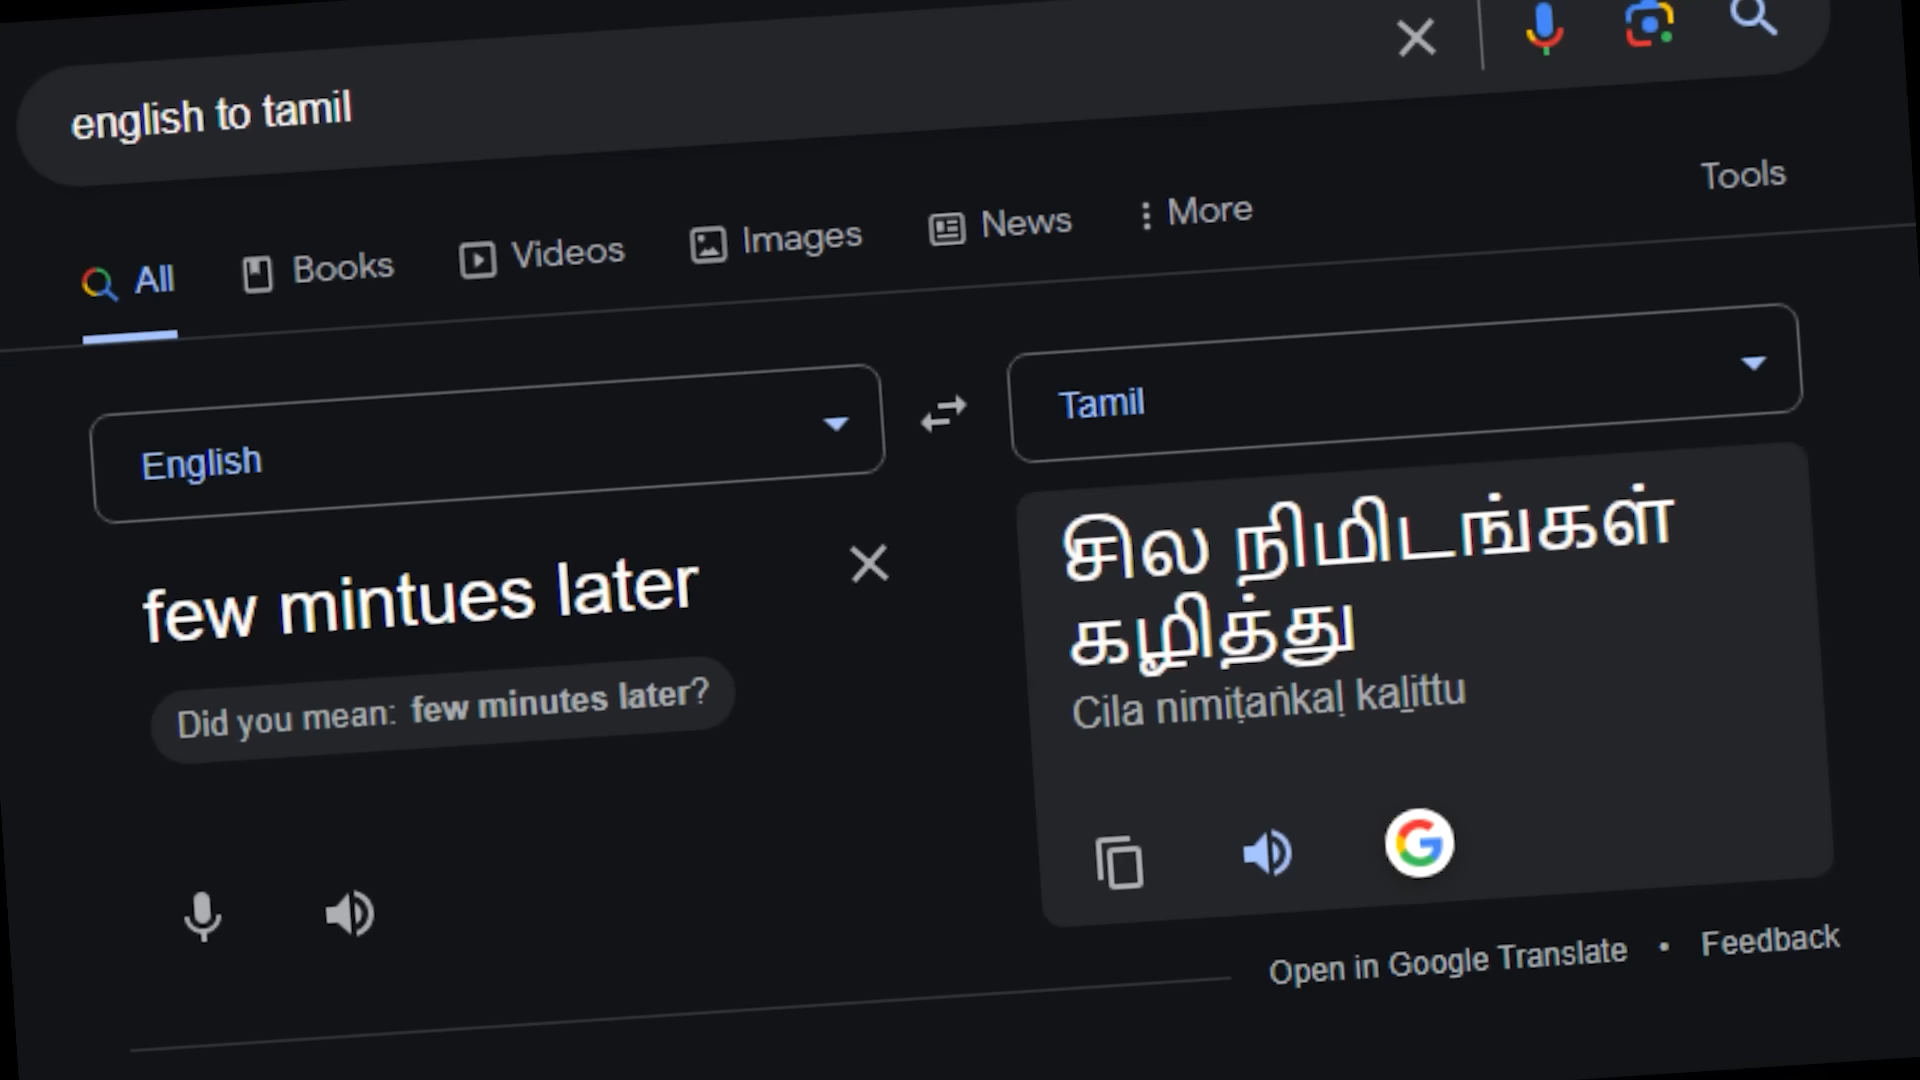 english to tamil
All Books Videos Images News More Tools
English
Tamil
few mintues later
Did you mean: few minutes later?
சில நிமிடங்கள்
கழித்து
Cila nimiṭaṅkaḷ kaḻittu
Open in Google Translate • Feedback